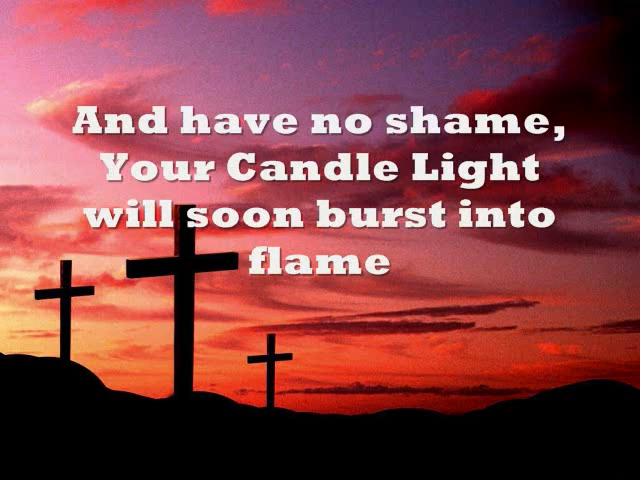 And have no shame,
Your Candle Light
will soon burst into
flame